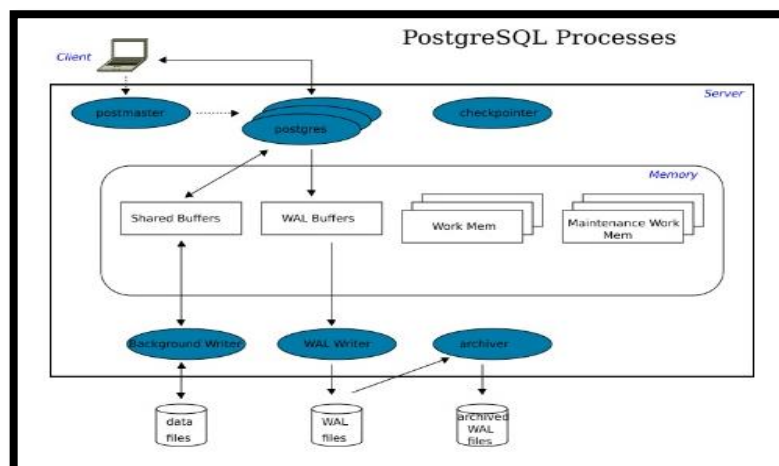 PostgreSQL Processes
Client
Server
postmaster
postgres
checkpointer
Memory
Shared Buffers
WAL Buffers
Work Mem
Maintenance Work
Mem
Background Writer
WAL Writer
archiver
data
files
WAL
files
archived
WAL
files